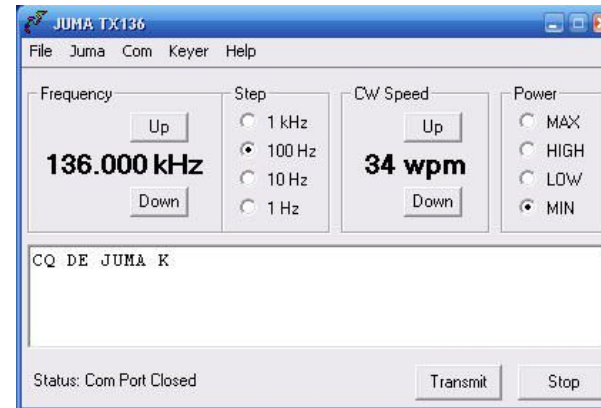 JUMA TX136
File Juma Com Keyer Help
Frequency
Up
136.000 kHz
Down
Step
1 kHz
100 Hz
10 Hz
1 Hz
CW Speed
Up
34 wpm
Down
Power
MAX
HIGH
LOW
MIN
CQ DE JUMA K
Status: Com Port Closed
Transmit
Stop